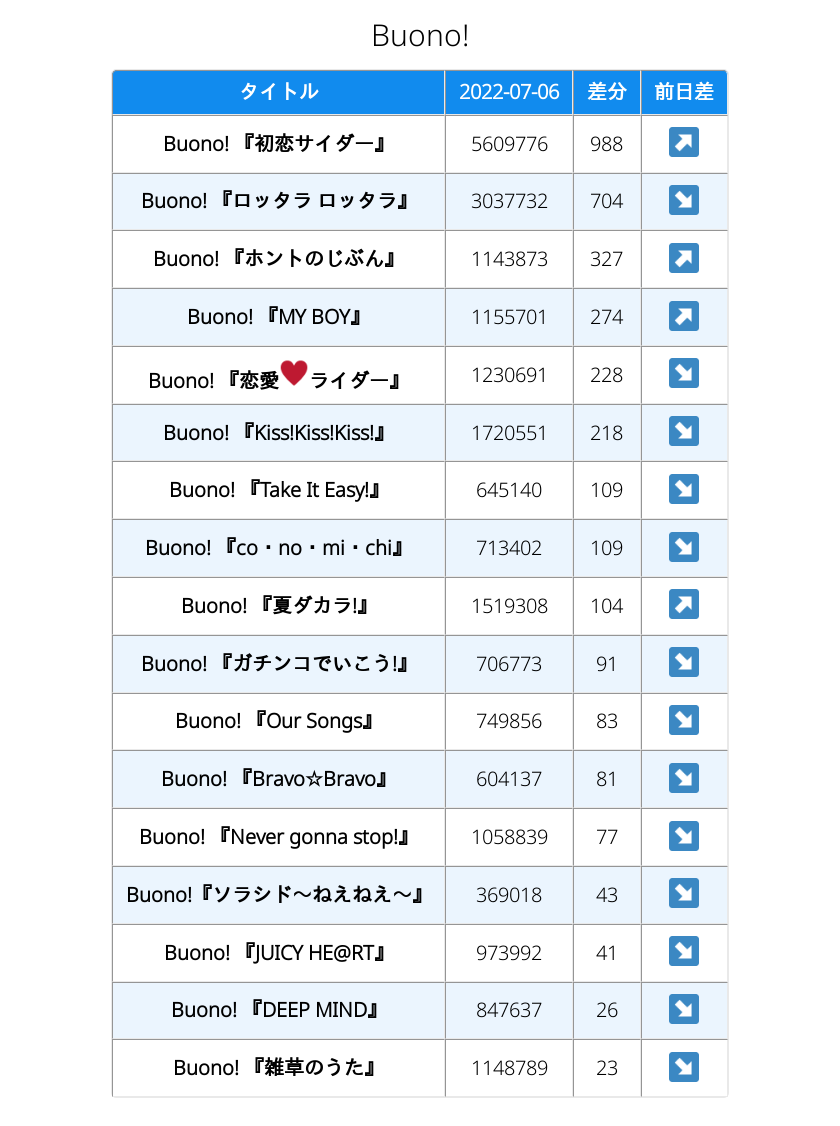 Buono!
タイトル 2022-07-06 差分 前日差
Buono! 『初恋サイダー』 5609776 988 ↗
Buono! 『ロッタラ ロッタラ』 3037732 704 ↘
Buono! 『ホントのじぶん』 1143873 327 ↗
Buono! 『MY BOY』 1155701 274 ↗
Buono! 『恋愛♥ライダー』 1230691 228 ↘
Buono! 『Kiss!Kiss!Kiss!』 1720551 218 ↘
Buono! 『Take It Easy!』 645140 109 ↘
Buono! 『co・no・mi・chi』 713402 109 ↘
Buono! 『夏ダカラ!』 1519308 104 ↗
Buono! 『ガチンコでいこう!』 706773 91 ↘
Buono! 『Our Songs』 749856 83 ↘
Buono! 『Bravo☆Bravo』 604137 81 ↘
Buono! 『Never gonna stop!』 1058839 77 ↘
Buono!『ソラシド〜ねえねえ〜』 369018 43 ↘
Buono! 『JUICY HE@RT』 973992 41 ↘
Buono! 『DEEP MIND』 847637 26 ↘
Buono! 『雑草のうた』 1148789 23 ↘